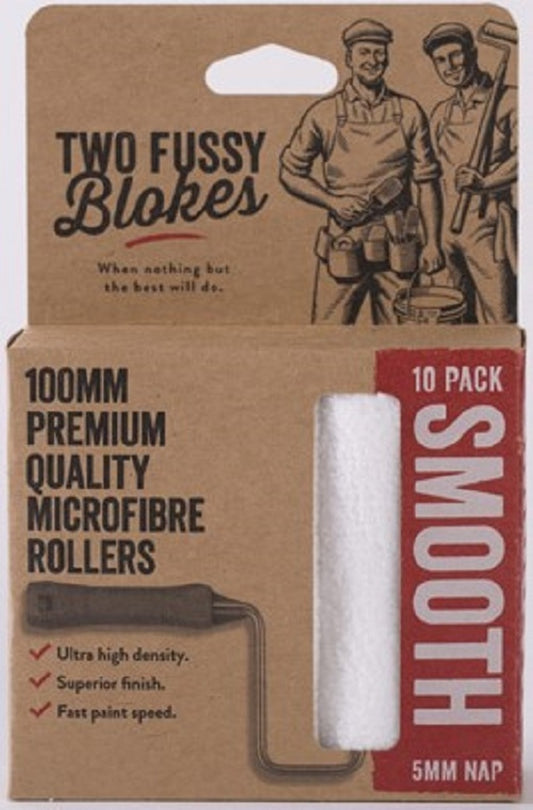 TWO FUSSY
Blokes
When nothing but
the best will do.
100MM
PREMIUM
QUALITY
MICROFIBRE
ROLLERS
Ultra high density.
Superior finish.
Fast paint speed.
10 PACK
SMOOTH
5MM NAP